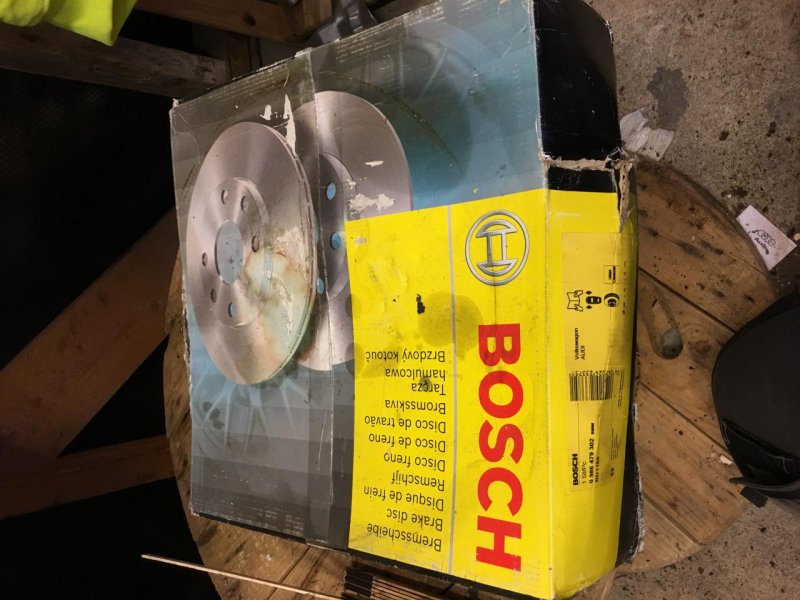 BOSCH
Bremsscheibe
Brake disc
Disque de frein
Remschijf
Disco freno
Disco de freno
Disco de travão
Bromsskiva
Tarcza
hamulcowa
Brzdový kotouč
Volkswagen
AUDI
BOSCH
0 986 479 302
Audi